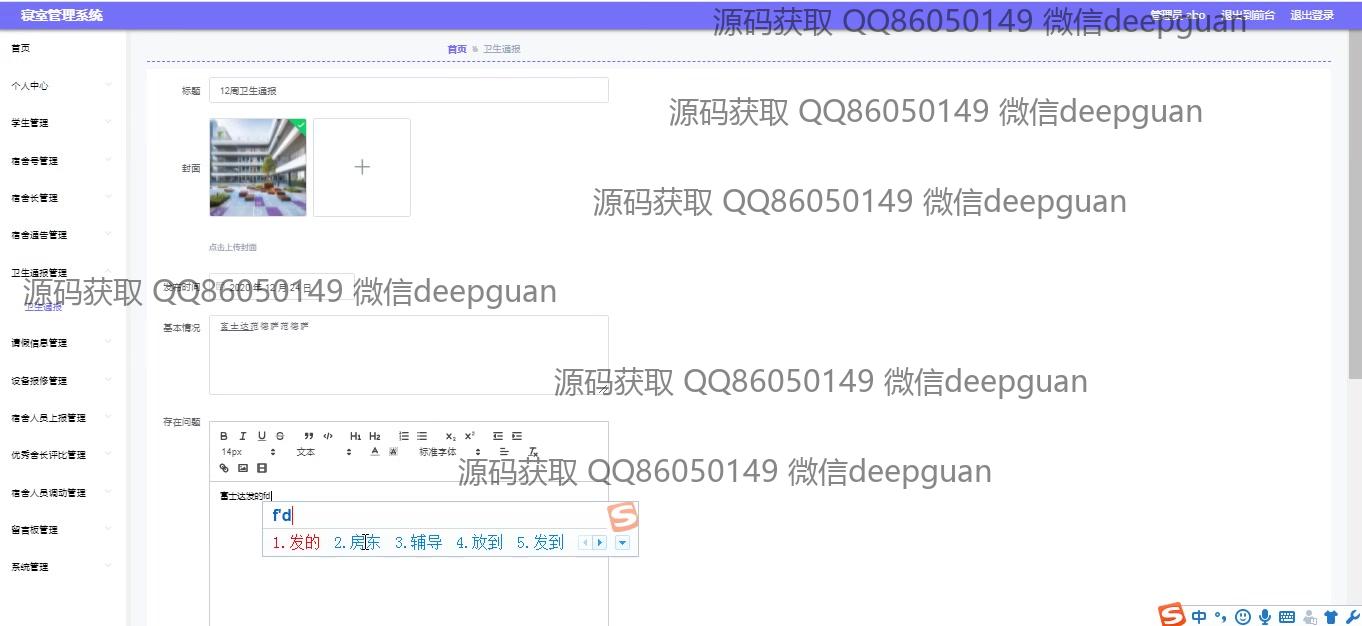 寝室管理系统
管理员 abo 退出到前台 退出登录
源码获取 QQ86050149 微信deepguan
首页
首页 卫生通报
个人中心
标题 12周卫生通报
源码获取 QQ86050149 微信deepguan
学生管理
宿舍号管理
封面
宿舍长管理
源码获取 QQ86050149 微信deepguan
宿舍通告管理
点击上传封面
卫生通报管理
发布时间 2020 年 12 月 24 日
源码获取 QQ86050149 微信deepguan
卫生通报
基本情况 富士达范德萨范德萨
请假信息管理
设备报修管理
源码获取 QQ86050149 微信deepguan
宿舍人员上报管理
存在问题
B I U S ” </> H1 H2 x₂ x²
14px 文本 A A 标准字体 Tx
优秀舍长评比管理
源码获取 QQ86050149 微信deepguan
宿舍人员调动管理
富士达发的fd
f'd
留言板管理
1.发的 2.房东 3.辅导 4.放到 5.发到
系统管理
中